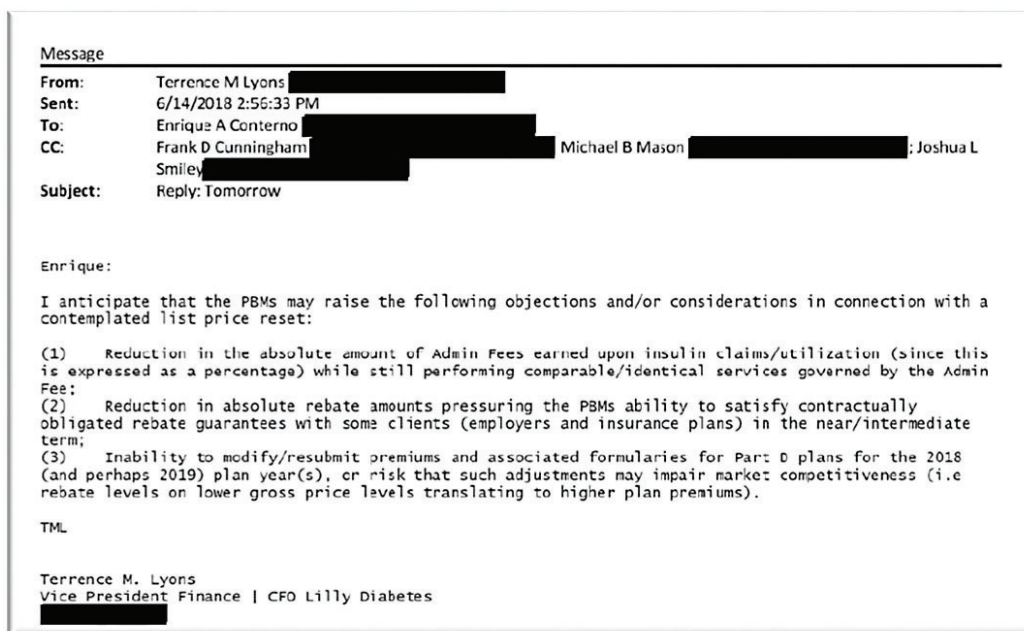 Message
From: Terrence M Lyons
Sent: 6/14/2018 2:56:33 PM
To: Enrique A Conterno
CC: Frank D Cunningham Michael B Mason ; Joshua L
Smiley
Subject: Reply: Tomorrow
Enrique:
I anticipate that the PBMs may raise the following objections and/or considerations in connection with a
contemplated list price reset:
(1) Reduction in the absolute amount of Admin Fees earned upon insulin claims/utilization (since this
is expressed as a percentage) while still performing comparable/identical services governed by the Admin
Fee;
(2) Reduction in absolute rebate amounts pressuring the PBMs ability to satisfy contractually
obligated rebate guarantees with some clients (employers and insurance plans) in the near/intermediate
term;
(3) Inability to modify/resubmit premiums and associated formularies for Part D plans for the 2018
(and perhaps 2019) plan year(s), or risk that such adjustments may impair market competitiveness (i.e
rebate levels on lower gross price levels translating to higher plan premiums).
TML
Terrence M. Lyons
Vice President Finance | CFO Lilly Diabetes